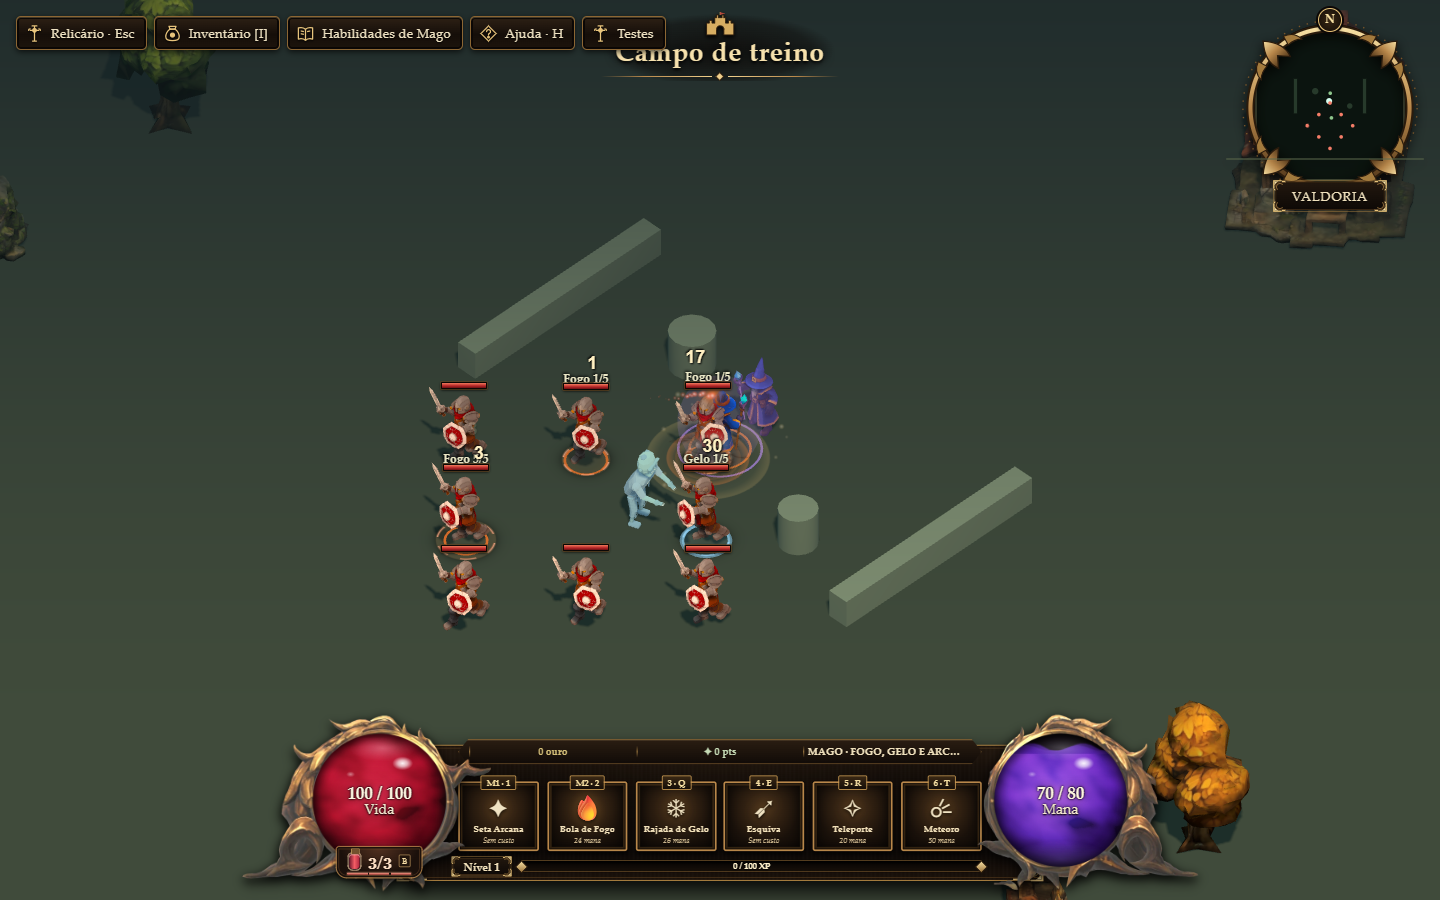 Relicário · Esc
Inventário [I]
Habilidades de Mago
Ajuda · H
Testes
Campo de treino
N
VALDORIA
1
Fogo 1/5
17
Fogo 1/5
3
Fogo 3/5
30
Gelo 1/5
0 ouro
0 pts
MAGO · FOGO, GELO E ARC...
100 / 100
Vida
3/3
B
M1 · 1
Seta Arcana
Sem custo
M2 · 2
Bola de Fogo
24 mana
3 · Q
Rajada de Gelo
26 mana
4 · E
Esquiva
Sem custo
5 · R
Teleporte
20 mana
6 · T
Meteoro
50 mana
70 / 80
Mana
Nível 1
0 / 100 XP